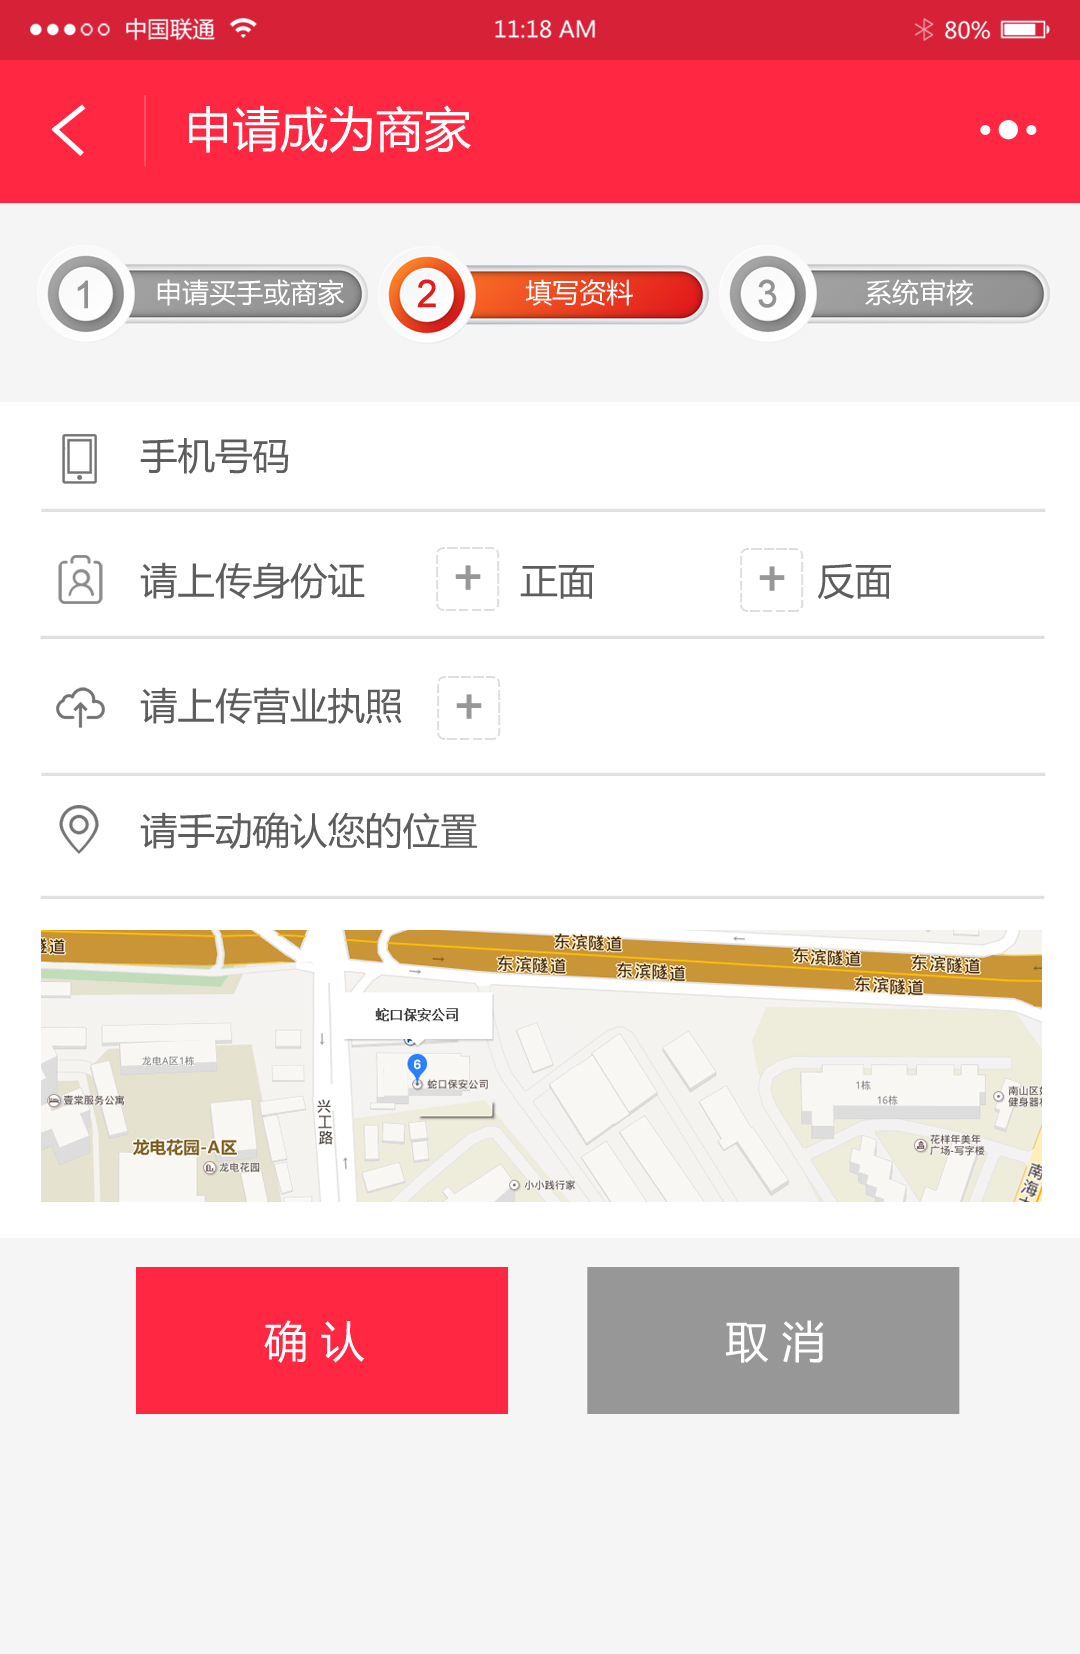 中国联通
11:18 AM
80%
申请成为商家
1 申请买手或商家
2 填写资料
3 系统审核
手机号码
请上传身份证 + 正面 + 反面
请上传营业执照 +
请手动确认您的位置
隧道
东滨隧道
东滨隧道
东滨隧道
东滨隧道
东滨隧道
东滨隧道
蛇口保安公司
6
蛇口保安公司
龙电A区1栋
壹棠服务公寓
兴工路
龙电花园-A区
龙电花园
小小践行家
1栋
16栋
南山区
健身器
花样年美年
广场-写字楼
南海
确 认
取 消